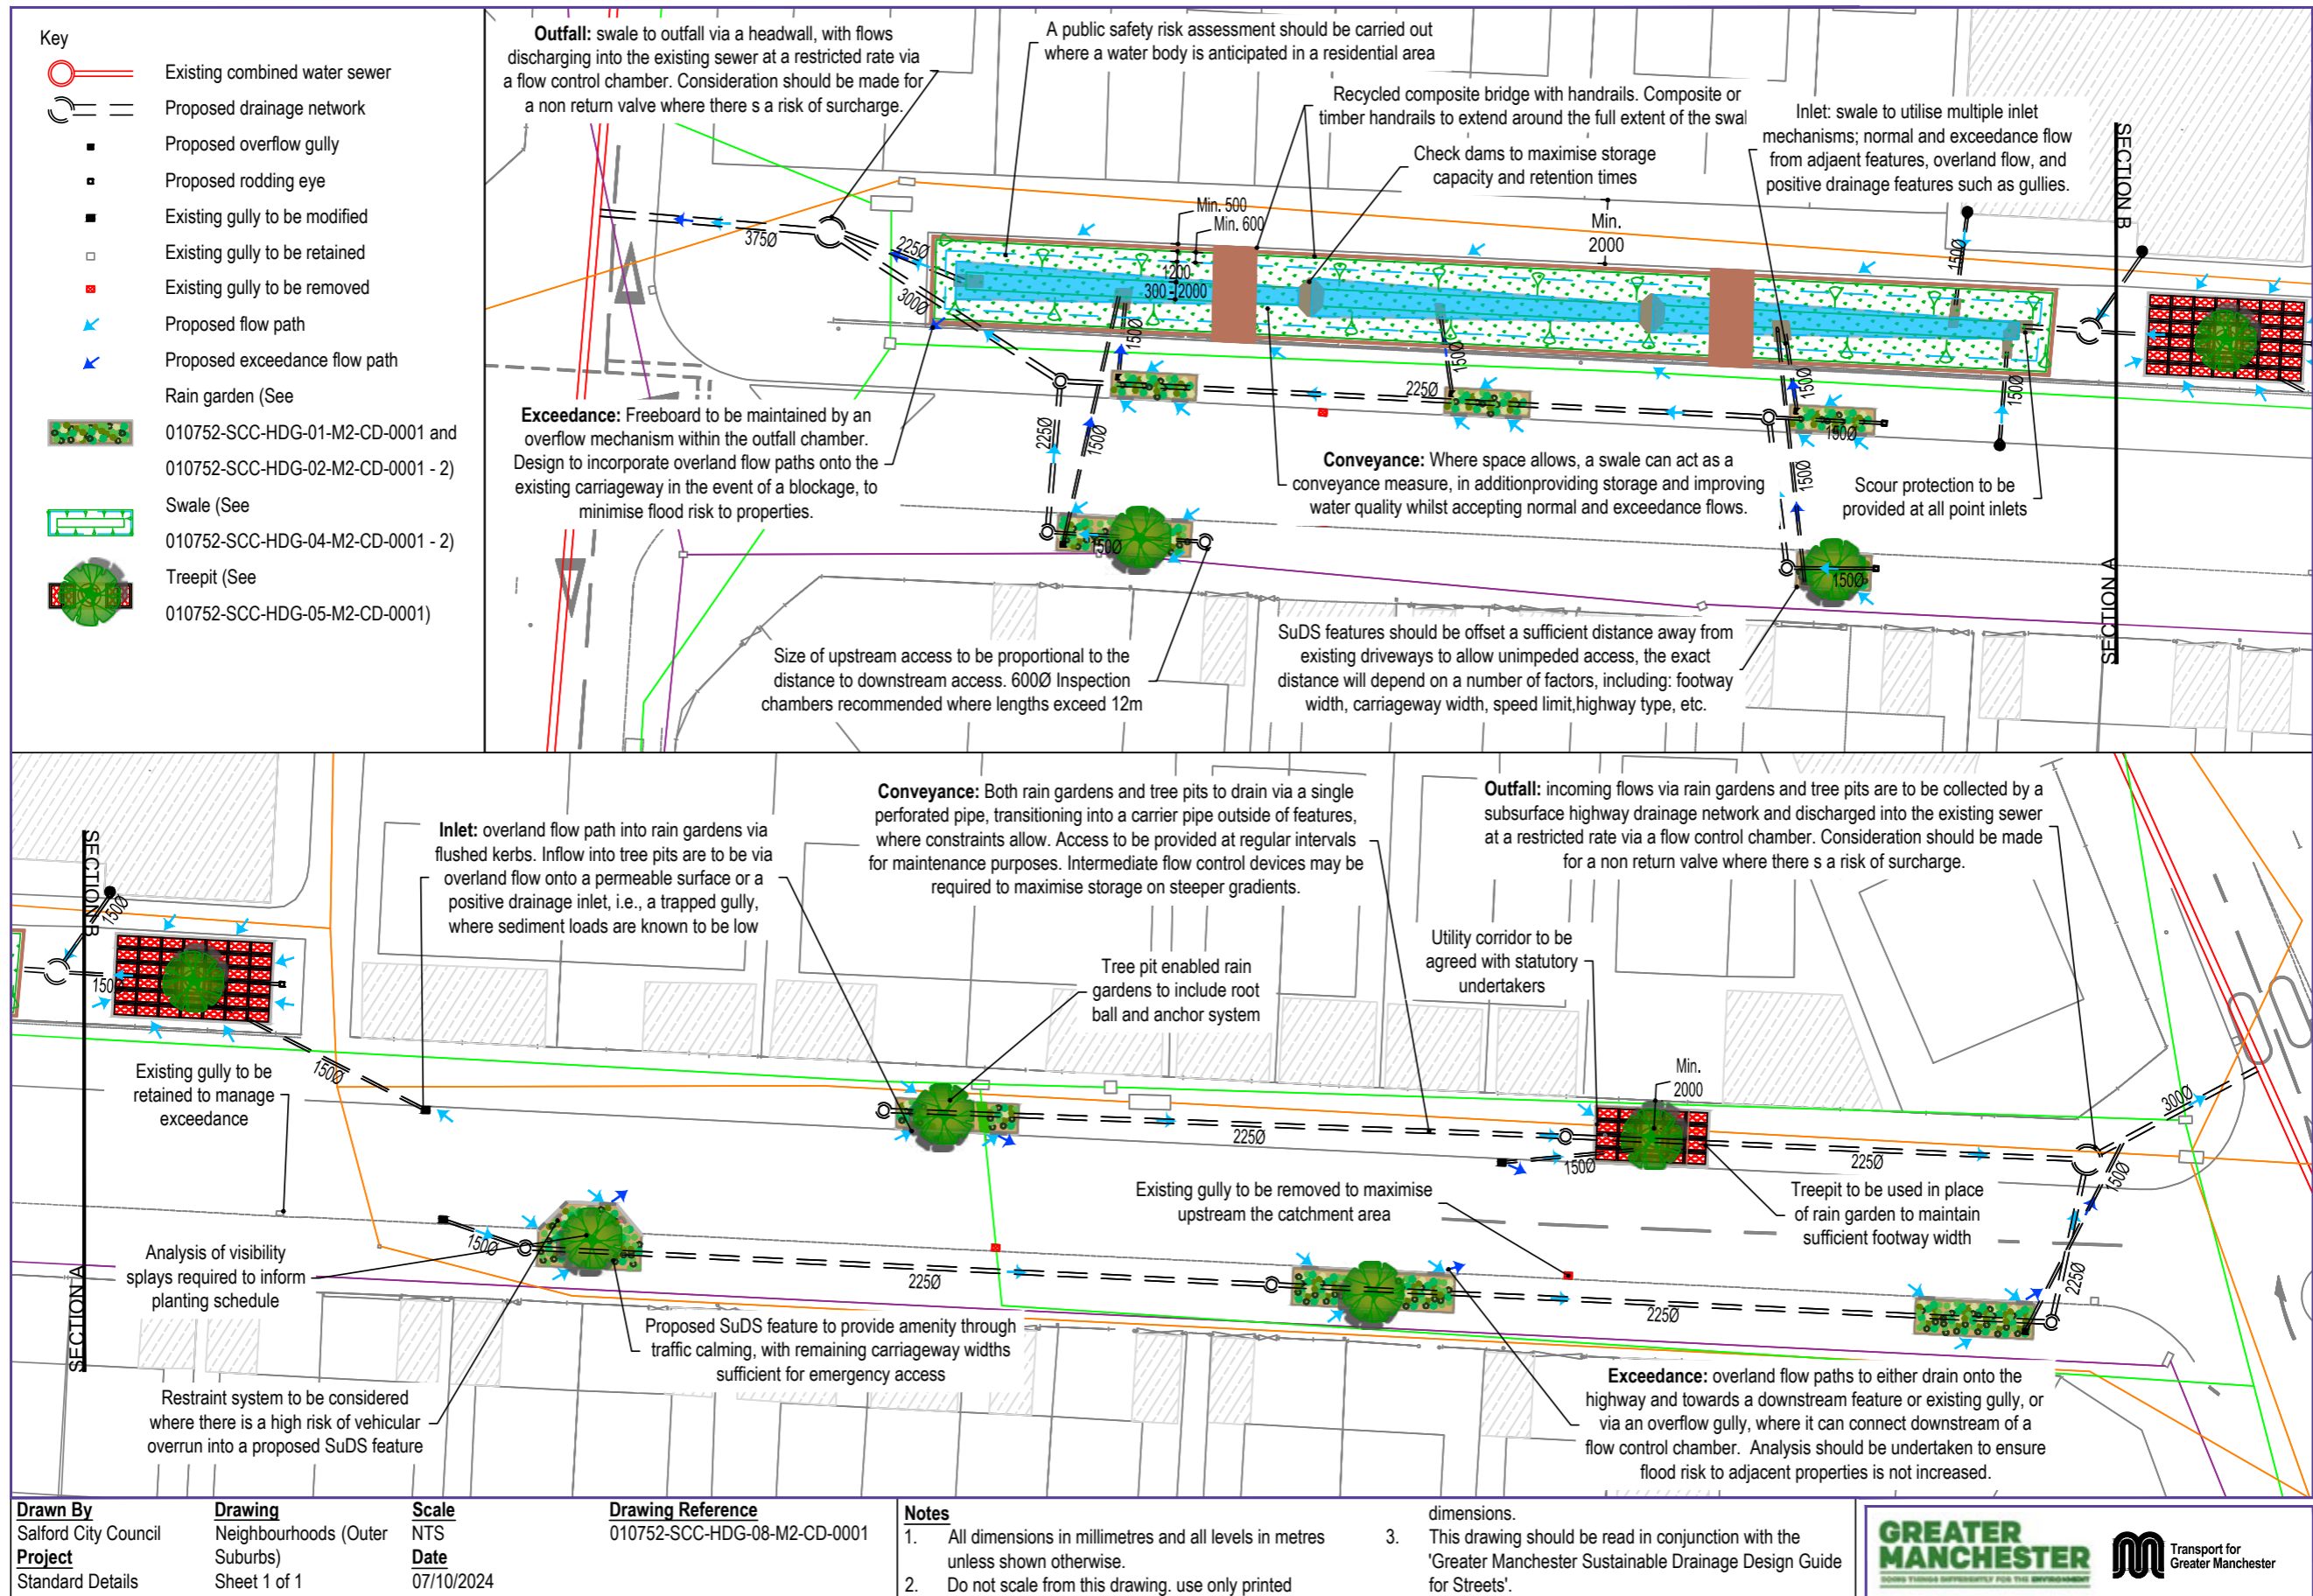 Key
Existing combined water sewer
Proposed drainage network
Proposed overflow gully
Proposed rodding eye
Existing gully to be modified
Existing gully to be retained
Existing gully to be removed
Proposed flow path
Proposed exceedance flow path
Rain garden (See
010752-SCC-HDG-01-M2-CD-0001 and
010752-SCC-HDG-02-M2-CD-0001 - 2)
Swale (See
010752-SCC-HDG-04-M2-CD-0001 - 2)
Treepit (See
010752-SCC-HDG-05-M2-CD-0001)
Outfall: swale to outfall via a headwall, with flows
discharging into the existing sewer at a restricted rate via
a flow control chamber. Consideration should be made for
a non return valve where there s a risk of surcharge.
A public safety risk assessment should be carried out
where a water body is anticipated in a residential area
Recycled composite bridge with handrails. Composite or
timber handrails to extend around the full extent of the swal
Check dams to maximise storage
capacity and retention times
Inlet: swale to utilise multiple inlet
mechanisms; normal and exceedance flow
from adjaent features, overland flow, and
positive drainage features such as gullies.
SECTION B
Min. 500
Min. 600
Min.
2000
1200
300 - 2000
375Ø
225Ø
300Ø
150Ø
150Ø
150Ø
150Ø
150Ø
225Ø
225Ø
150Ø
150Ø
150Ø
150Ø
150Ø
Exceedance: Freeboard to be maintained by an
overflow mechanism within the outfall chamber.
Design to incorporate overland flow paths onto the
existing carriageway in the event of a blockage, to
minimise flood risk to properties.
Conveyance: Where space allows, a swale can act as a
conveyance measure, in additionproviding storage and improving
water quality whilst accepting normal and exceedance flows.
Scour protection to be
provided at all point inlets
SECTION A
Size of upstream access to be proportional to the
distance to downstream access. 600Ø Inspection
chambers recommended where lengths exceed 12m
SuDS features should be offset a sufficient distance away from
existing driveways to allow unimpeded access, the exact
distance will depend on a number of factors, including: footway
width, carriageway width, speed limit,highway type, etc.
SECTION B
Inlet: overland flow path into rain gardens via
flushed kerbs. Inflow into tree pits are to be via
overland flow onto a permeable surface or a
positive drainage inlet, i.e., a trapped gully,
where sediment loads are known to be low
Conveyance: Both rain gardens and tree pits to drain via a single
perforated pipe, transitioning into a carrier pipe outside of features,
where constraints allow. Access to be provided at regular intervals
for maintenance purposes. Intermediate flow control devices may be
required to maximise storage on steeper gradients.
Outfall: incoming flows via rain gardens and tree pits are to be collected by a
subsurface highway drainage network and discharged into the existing sewer
at a restricted rate via a flow control chamber. Consideration should be made
for a non return valve where there s a risk of surcharge.
Tree pit enabled rain
gardens to include root
ball and anchor system
Utility corridor to be
agreed with statutory
undertakers
Min.
2000
150Ø
150Ø
150Ø
Existing gully to be
retained to manage
exceedance
225Ø
150Ø
225Ø
300Ø
150Ø
225Ø
Existing gully to be removed to maximise
upstream the catchment area
Treepit to be used in place
of rain garden to maintain
sufficient footway width
Analysis of visibility
splays required to inform
planting schedule
150Ø
225Ø
225Ø
SECTION A
Proposed SuDS feature to provide amenity through
traffic calming, with remaining carriageway widths
sufficient for emergency access
Restraint system to be considered
where there is a high risk of vehicular
overrun into a proposed SuDS feature
Exceedance: overland flow paths to either drain onto the
highway and towards a downstream feature or existing gully, or
via an overflow gully, where it can connect downstream of a
flow control chamber. Analysis should be undertaken to ensure
flood risk to adjacent properties is not increased.
Drawn By
Salford City Council
Project
Standard Details
Drawing
Neighbourhoods (Outer
Suburbs)
Sheet 1 of 1
Scale
NTS
Date
07/10/2024
Drawing Reference
010752-SCC-HDG-08-M2-CD-0001
Notes
1. All dimensions in millimetres and all levels in metres
unless shown otherwise.
2. Do not scale from this drawing. use only printed
dimensions.
3. This drawing should be read in conjunction with the
'Greater Manchester Sustainable Drainage Design Guide
for Streets'.
GREATER
MANCHESTER
DOING THINGS DIFFERENTLY FOR THE ENVIRONMENT
Transport for
Greater Manchester